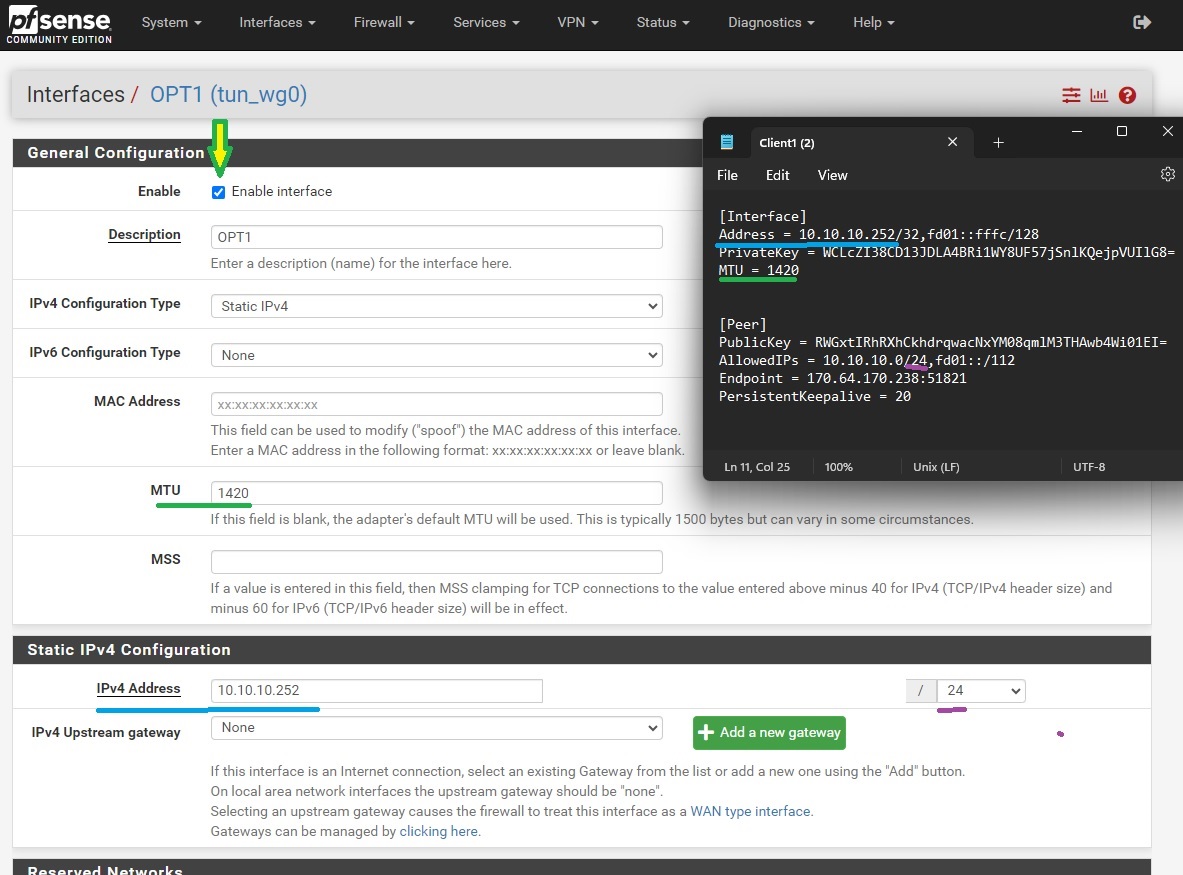 pfsense
COMMUNITY EDITION
System
Interfaces
Firewall
Services
VPN
Status
Diagnostics
Help
Interfaces / OPT1 (tun_wg0)
General Configuration
Enable
Enable interface
Description
OPT1
Enter a description (name) for the interface here.
IPv4 Configuration Type
Static IPv4
IPv6 Configuration Type
None
MAC Address
xx:xx:xx:xx:xx:xx
This field can be used to modify ("spoof") the MAC address of this interface.
Enter a MAC address in the following format: xx:xx:xx:xx:xx:xx or leave blank.
MTU
1420
If this field is blank, the adapter's default MTU will be used. This is typically 1500 bytes but can vary in some circumstances.
MSS
If a value is entered in this field, then MSS clamping for TCP connections to the value entered above minus 40 for IPv4 (TCP/IPv4 header size) and
minus 60 for IPv6 (TCP/IPv6 header size) will be in effect.
Static IPv4 Configuration
IPv4 Address
10.10.10.252
/
24
IPv4 Upstream gateway
None
Add a new gateway
If this interface is an Internet connection, select an existing Gateway from the list or add a new one using the "Add" button.
On local area network interfaces the upstream gateway should be "none".
Selecting an upstream gateway causes the firewall to treat this interface as a WAN type interface.
Gateways can be managed by clicking here.
Reserved Networks
Client1 (2)
File
Edit
View
[Interface]
Address = 10.10.10.252/32,fd01::fffc/128
PrivateKey = WCLcZI38CD13JDLA4BRi1WY8UF57jSnlKQejpVUIlG8=
MTU = 1420
[Peer]
PublicKey = RWGxtIRhRXhCkhdrqwacNxYM08qmlM3THAwb4Wi01EI=
AllowedIPs = 10.10.10.0/24,fd01::/112
Endpoint = 170.64.170.238:51821
PersistentKeepalive = 20
Ln 11, Col 25
100%
Unix (LF)
UTF-8